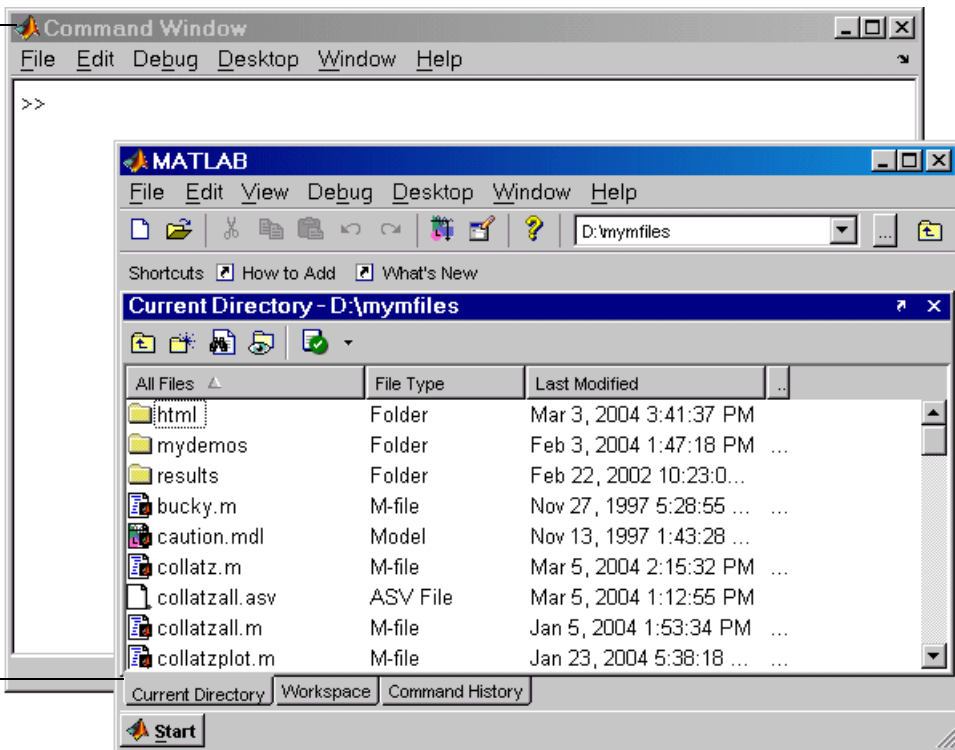 Command Window
File Edit Debug Desktop Window Help
>>
MATLAB
File Edit View Debug Desktop Window Help
D:\mymfiles ...
Shortcuts How to Add What's New
Current Directory - D:\mymfiles
All Files File Type Last Modified ..
html Folder Mar 3, 2004 3:41:37 PM
mydemos Folder Feb 3, 2004 1:47:18 PM ...
results Folder Feb 22, 2002 10:23:0...
bucky.m M-file Nov 27, 1997 5:28:55 ... ...
caution.mdl Model Nov 13, 1997 1:43:28 ...
collatz.m M-file Mar 5, 2004 2:15:32 PM ...
collatzall.asv ASV File Mar 5, 2004 1:12:55 PM
collatzall.m M-file Jan 5, 2004 1:53:34 PM ...
collatzplot.m M-file Jan 23, 2004 5:38:18 ... ...
Current Directory Workspace Command History
Start